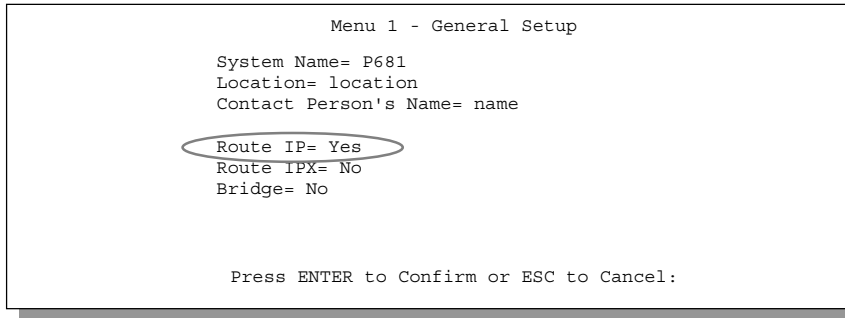 Menu 1 - General Setup
System Name= P681
Location= location
Contact Person's Name= name
Route IP= Yes
Route IPX= No
Bridge= No
Press ENTER to Confirm or ESC to Cancel: